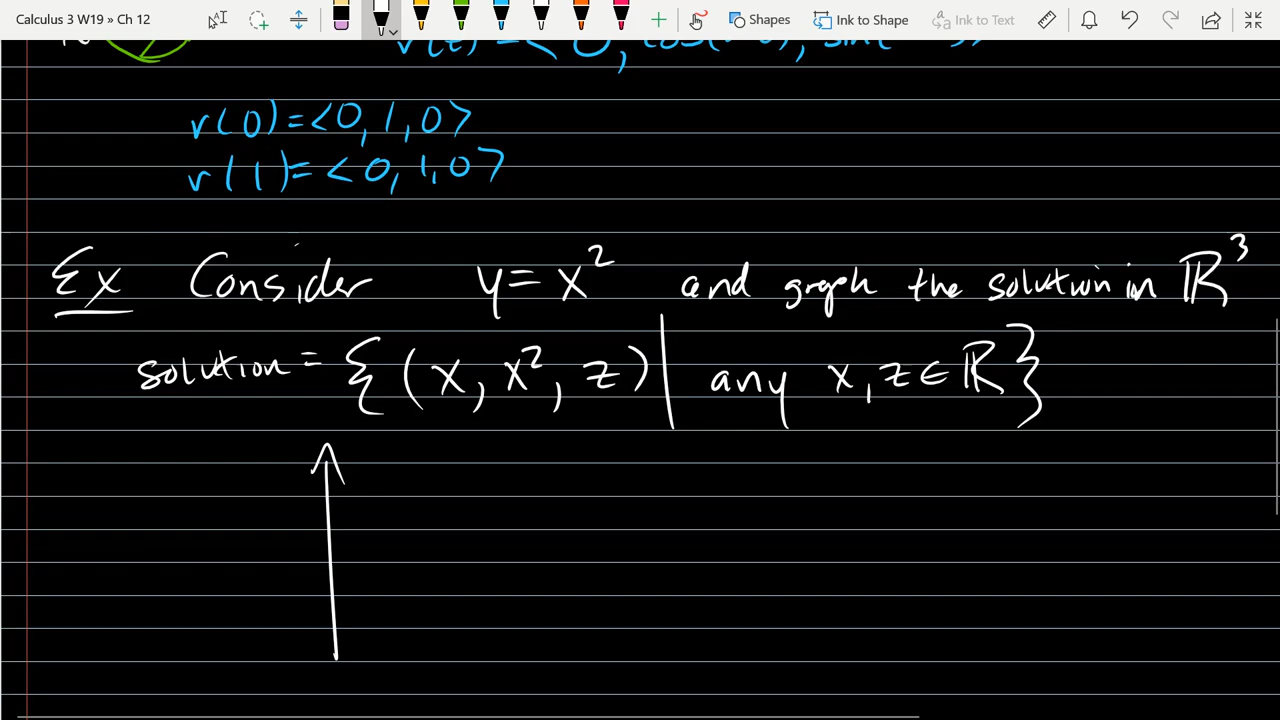 Calculus 3 W19 » Ch 12
Shapes
Ink to Shape
Ink to Text
r(0) = <0, 1, 0>
r(1) = <0, 1, 0>
Ex Consider y = x² and graph the solution in ℝ³
solution = {(x, x², z) | any x, z ∈ ℝ}